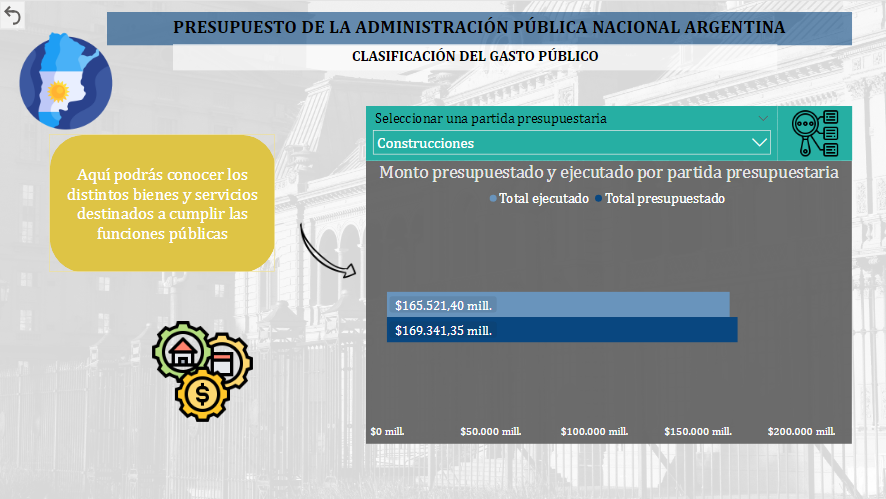 PRESUPUESTO DE LA ADMINISTRACIÓN PÚBLICA NACIONAL ARGENTINA
CLASIFICACIÓN DEL GASTO PÚBLICO
Aquí podrás conocer los
distintos bienes y servicios
destinados a cumplir las
funciones públicas
$
Seleccionar una partida presupuestaria
Construcciones
Monto presupuestado y ejecutado por partida presupuestaria
Total ejecutado Total presupuestado
$165.521,40 mill.
$169.341,35 mill.
$0 mill. $50.000 mill. $100.000 mill. $150.000 mill. $200.000 mill.